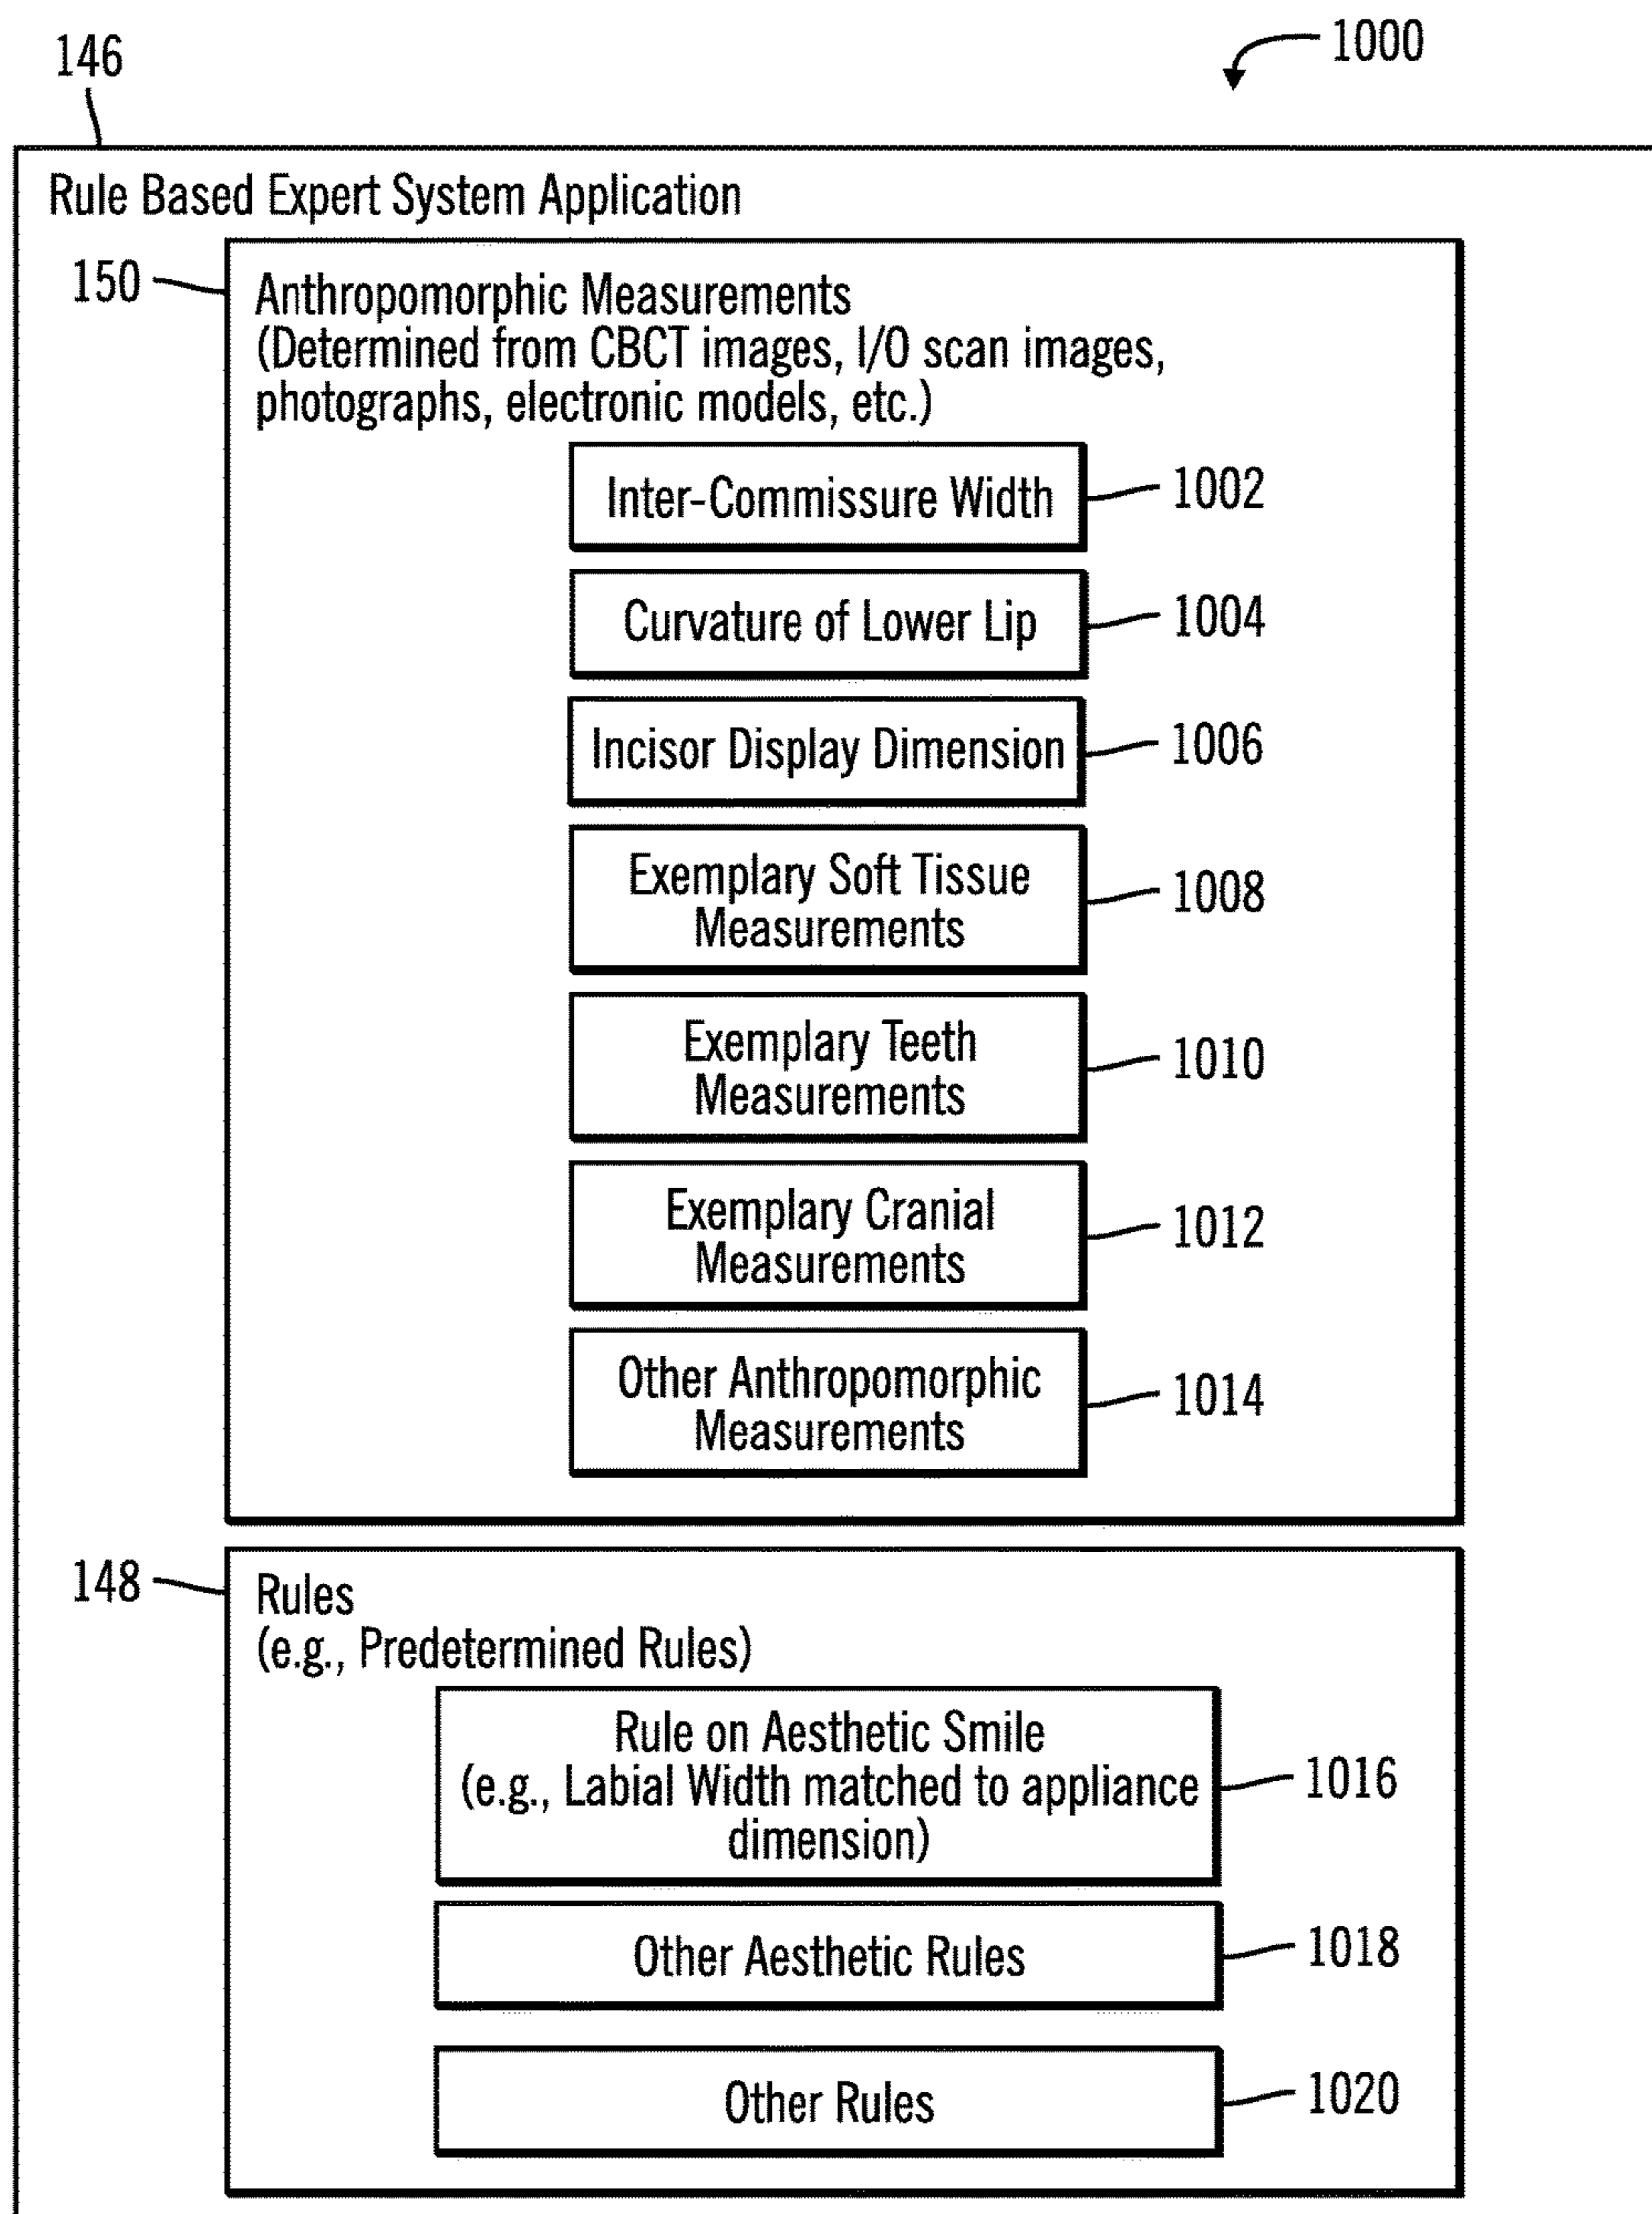 1000
146
Rule Based Expert System Application
150
Anthropomorphic Measurements
(Determined from CBCT images, I/O scan images,
photographs, electronic models, etc.)
Inter-Commissure Width
1002
Curvature of Lower Lip
1004
Incisor Display Dimension
1006
Exemplary Soft Tissue
Measurements
1008
Exemplary Teeth
Measurements
1010
Exemplary Cranial
Measurements
1012
Other Anthropomorphic
Measurements
1014
148
Rules
(e.g., Predetermined Rules)
Rule on Aesthetic Smile
(e.g., Labial Width matched to appliance
dimension)
1016
Other Aesthetic Rules
1018
Other Rules
1020